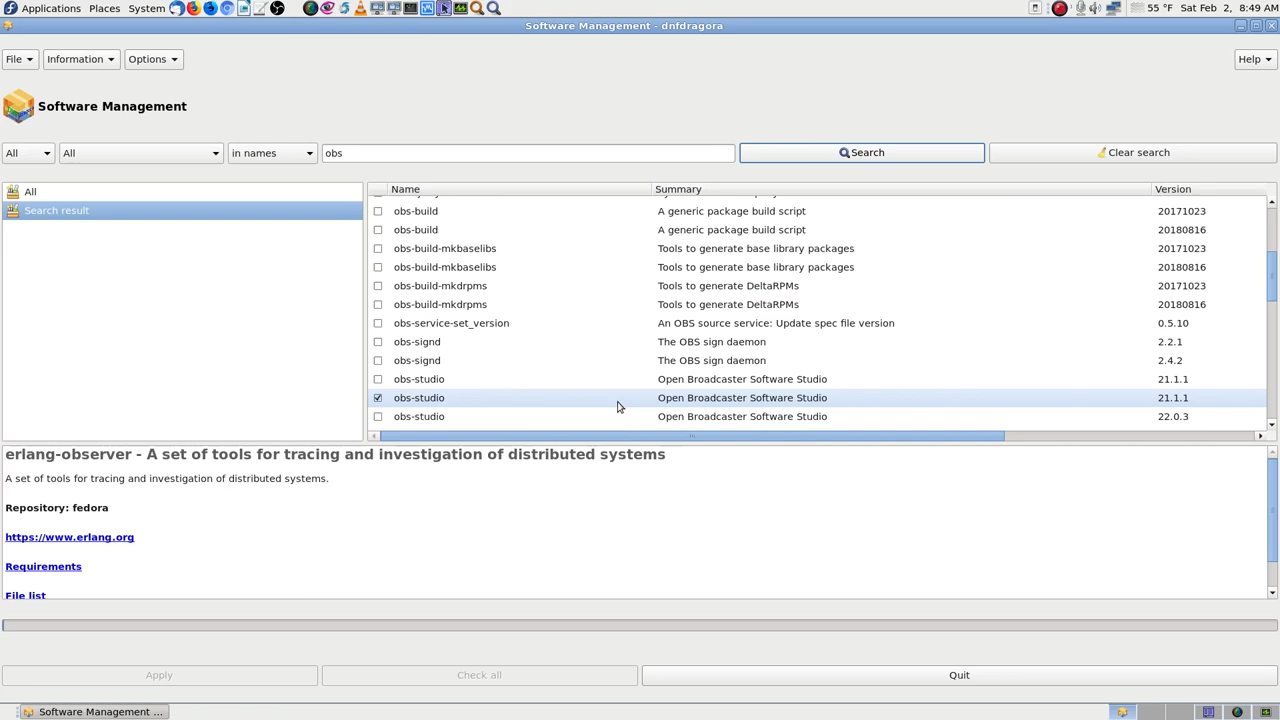 Applications Places System 55 °F Sat Feb 2, 8:49 AM
Software Management - dnfdragora
File Information Options Help
Software Management
All All in names obs Search Clear search
All
Search result
Name Summary Version
obs-build A generic package build script 20171023
obs-build A generic package build script 20180816
obs-build-mkbaselibs Tools to generate base library packages 20171023
obs-build-mkbaselibs Tools to generate base library packages 20180816
obs-build-mkdrpms Tools to generate DeltaRPMs 20171023
obs-build-mkdrpms Tools to generate DeltaRPMs 20180816
obs-service-set_version An OBS source service: Update spec file version 0.5.10
obs-signd The OBS sign daemon 2.2.1
obs-signd The OBS sign daemon 2.4.2
obs-studio Open Broadcaster Software Studio 21.1.1
obs-studio Open Broadcaster Software Studio 21.1.1
obs-studio Open Broadcaster Software Studio 22.0.3
erlang-observer - A set of tools for tracing and investigation of distributed systems
A set of tools for tracing and investigation of distributed systems.
Repository: fedora
https://www.erlang.org
Requirements
File list
Apply Check all Quit
Software Management ...